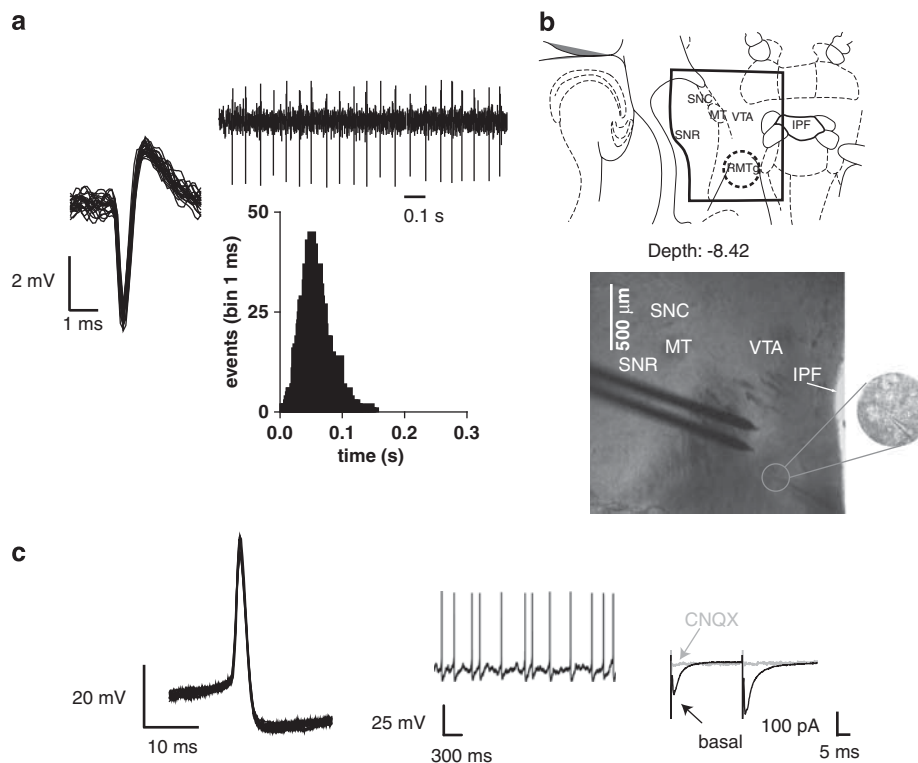 a
2 mV
1 ms
0.1 s
50
25
0
events (bin 1 ms)
0.0
0.1
0.2
0.3
time (s)
b
SNC
MT
VTA
SNR
RMTg
IPF
Depth: -8.42
500 μm
SNC
MT
VTA
SNR
IPF
c
20 mV
10 ms
25 mV
300 ms
CNQX
basal
100 pA
5 ms